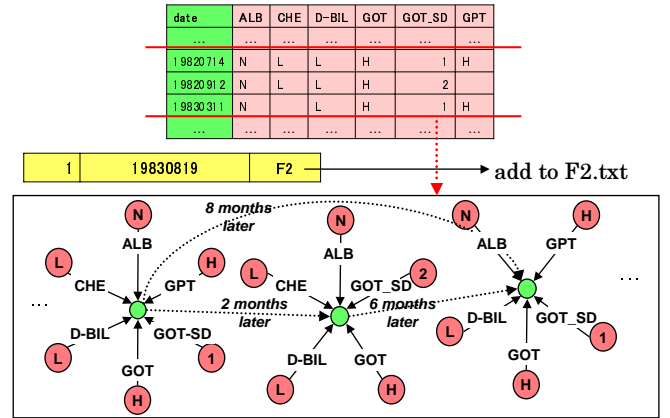 date ALB CHE D-BIL GOT GOT_SD GPT
... ... ... ... ... ... ...
19820714 N L L H 1 H
19820912 N L L H 2
19830311 N L H 1 H
... ... ... ... ... ... ...
1 19830819 F2 add to F2.txt
N 8 months later N H
ALB ALB ALB GPT
L CHE GPT H L CHE GOT_SD 2
... 2 months later 6 months later ...
D-BIL GOT-SD D-BIL GOT D-BIL GOT_SD
L GOT 1 L H L GOT 1
H H